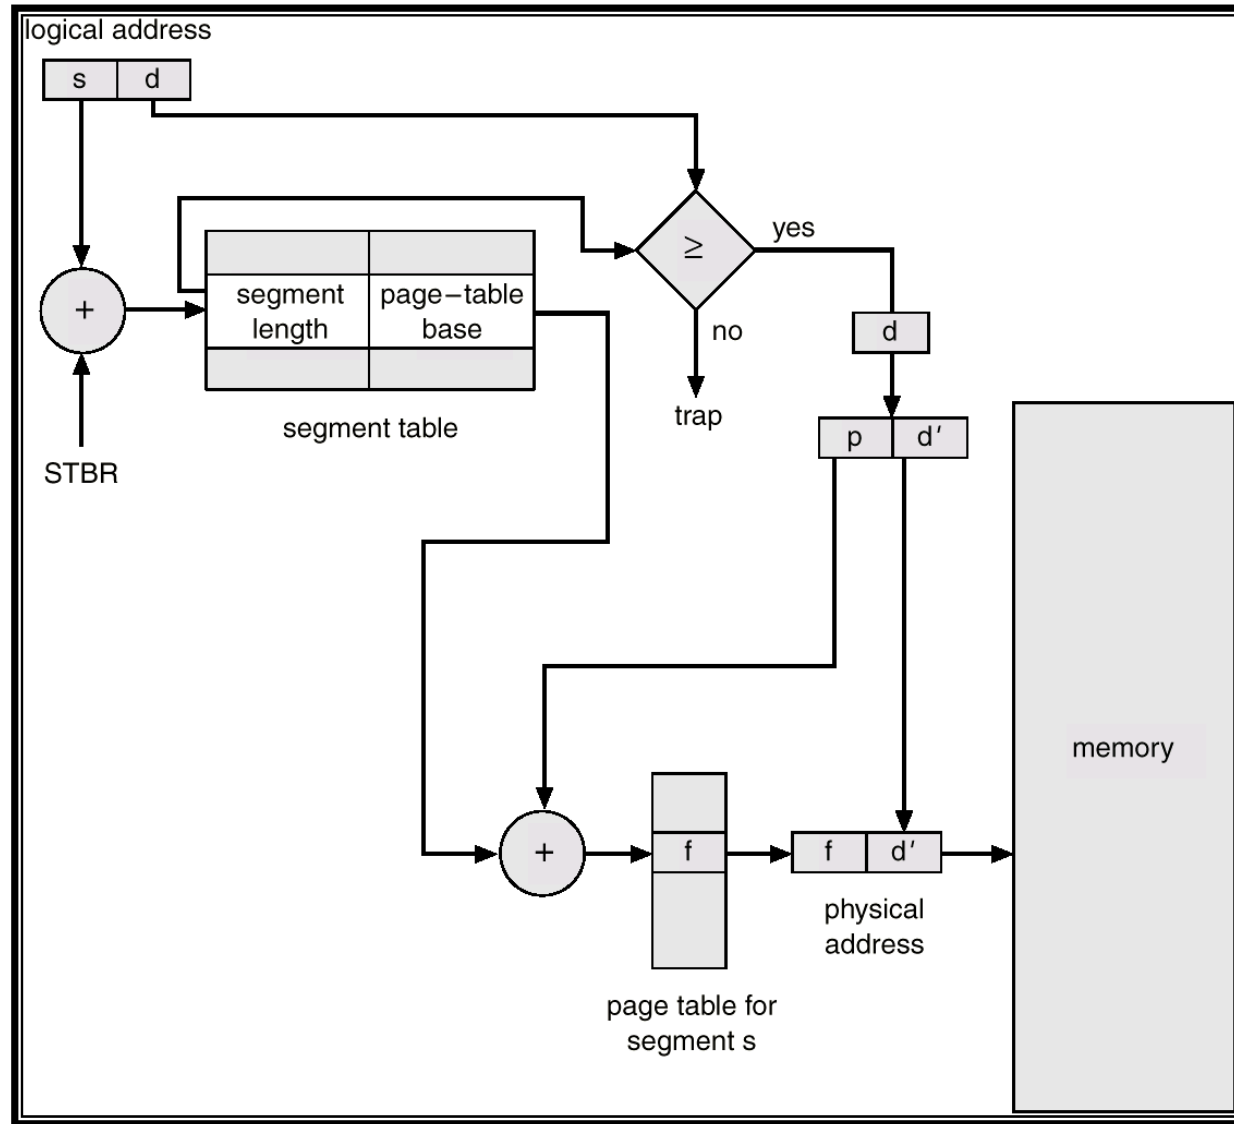 logical address
s d
≥
yes
no
trap
+
segment length
page–table base
segment table
STBR
d
p d′
memory
+
f
f d′
physical
address
page table for
segment s